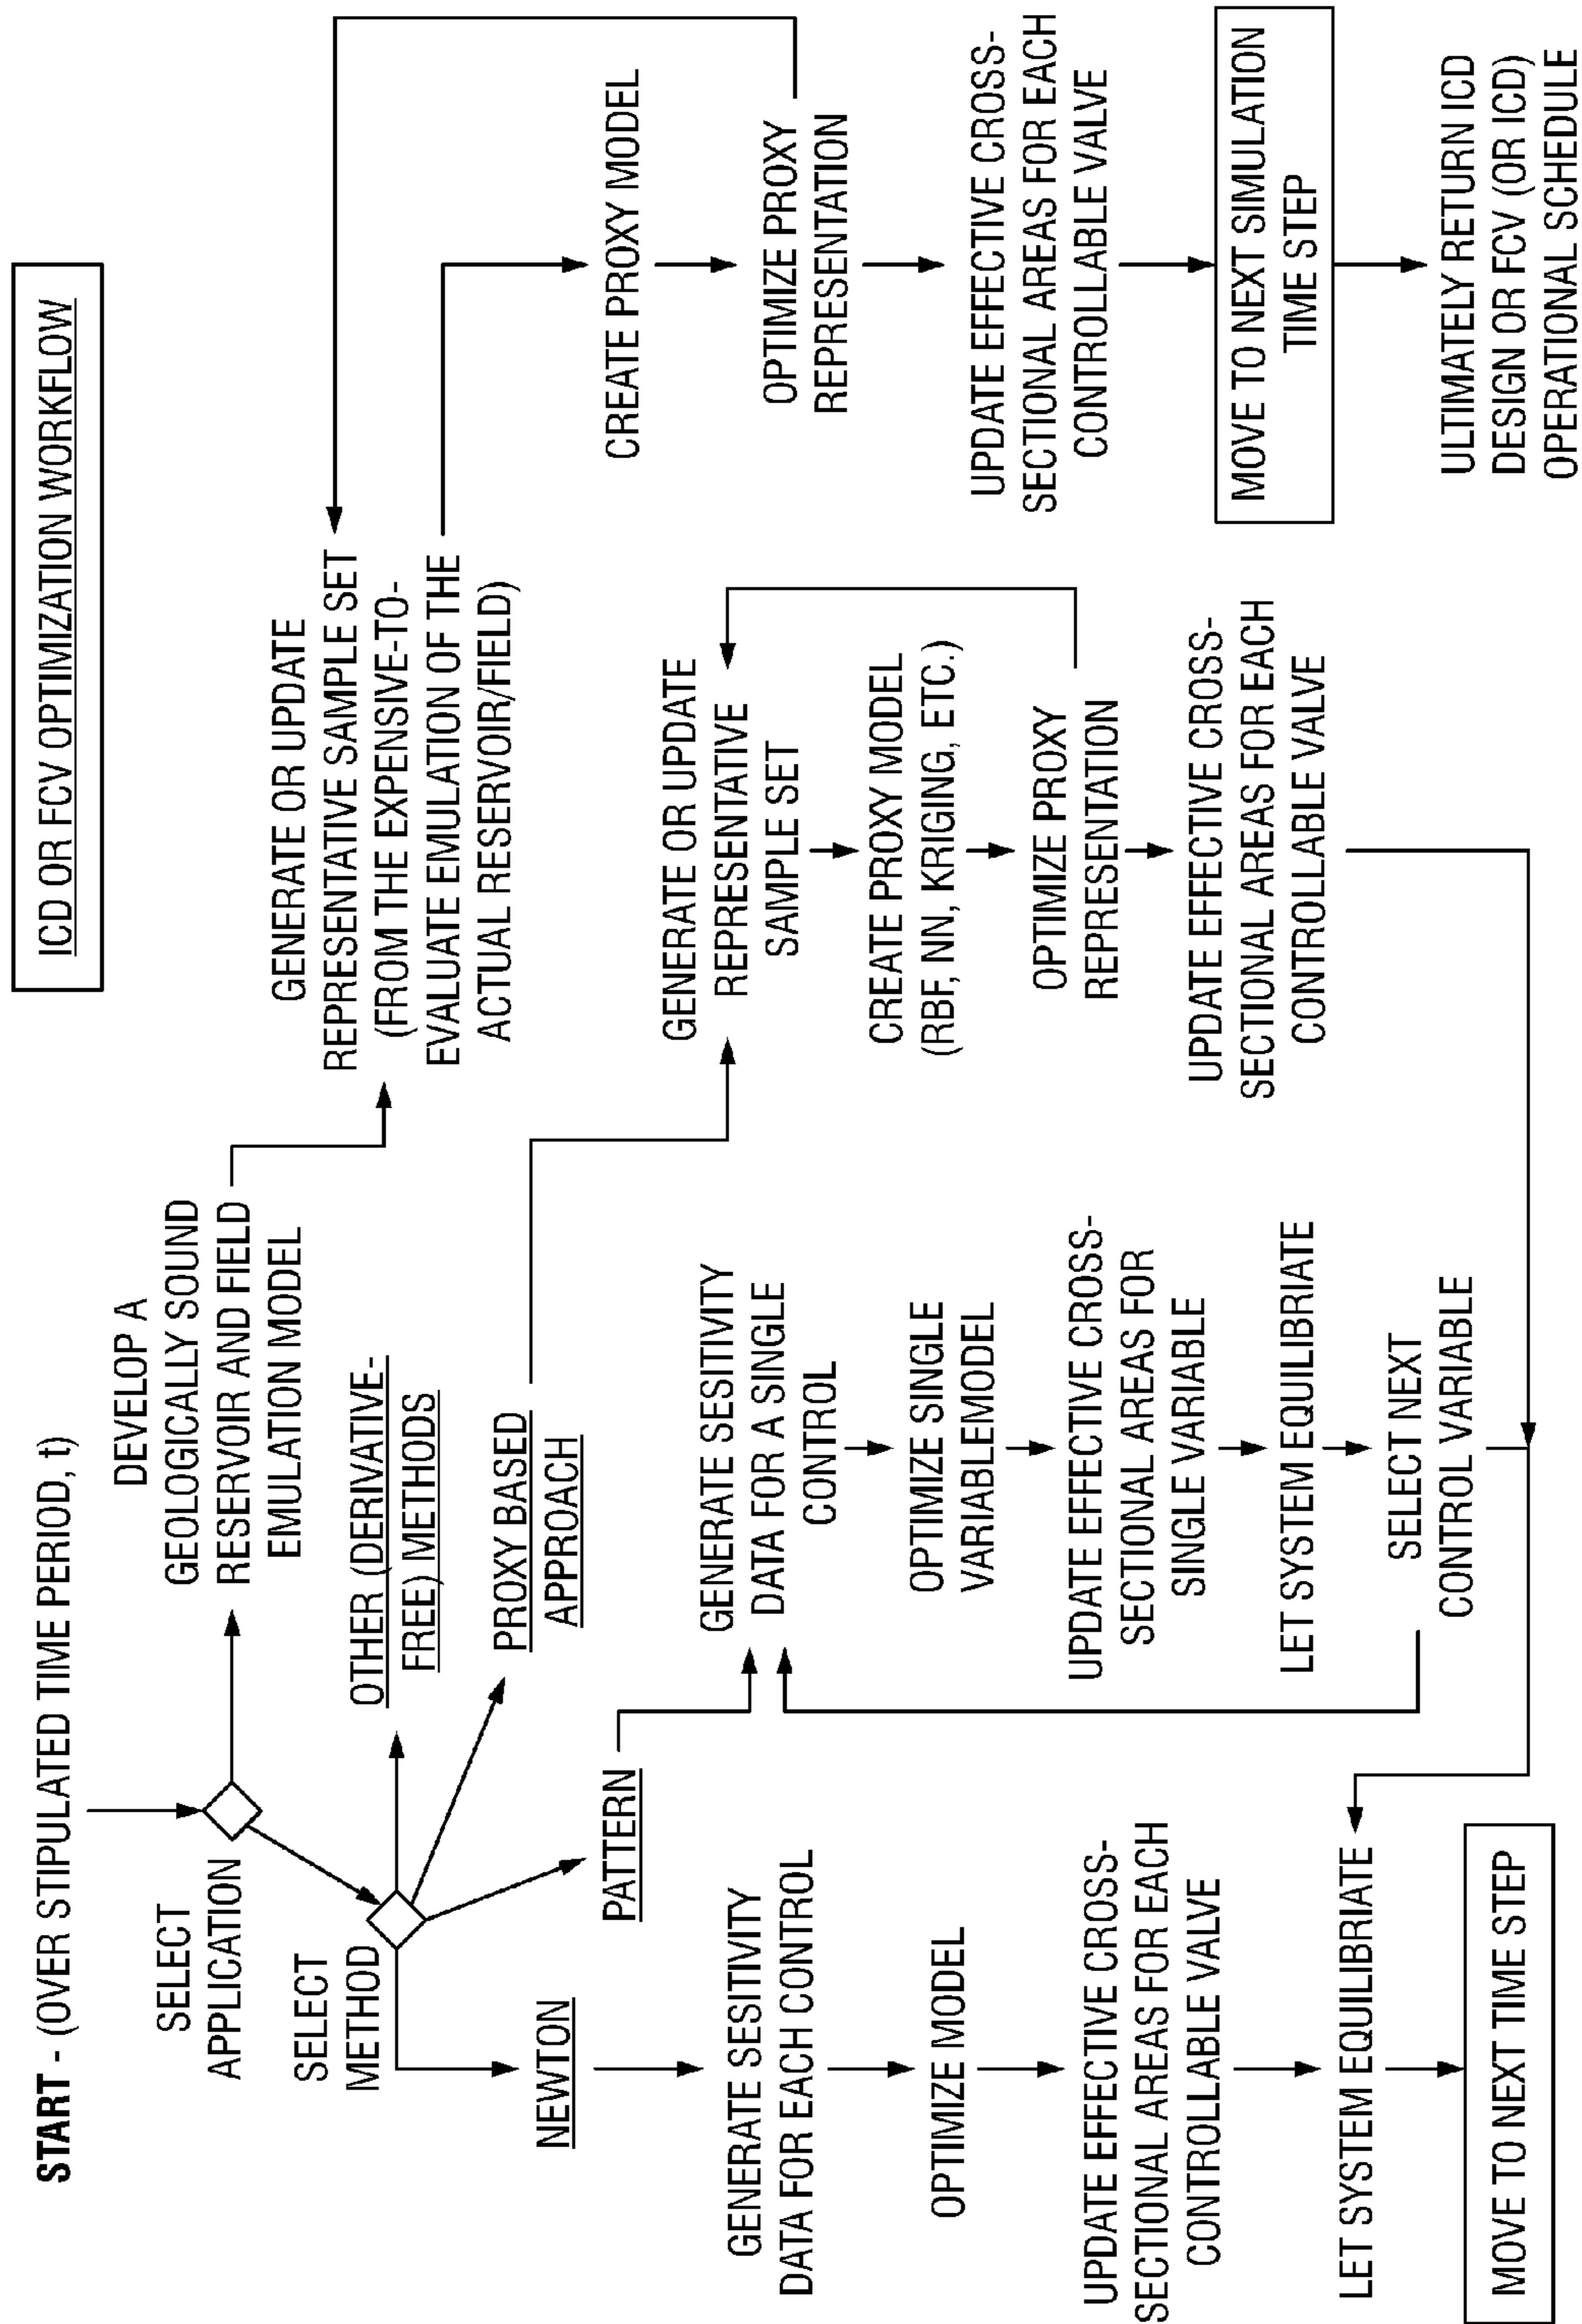 ICD OR FCV OPTIMIZATION WORKFLOW
START - (OVER STIPULATED TIME PERIOD, t)
SELECT
APPLICATION
SELECT
METHOD
DEVELOP A
GEOLOGICALLY SOUND
RESERVOIR AND FIELD
EMULATION MODEL
GENERATE OR UPDATE
REPRESENTATIVE SAMPLE SET
(FROM THE EXPENSIVE-TO-
EVALUATE EMULATION OF THE
ACTUAL RESERVOIR/FIELD)
CREATE PROXY MODEL
OPTIMIZE PROXY
REPRESENTATION
UPDATE EFFECTIVE CROSS-
SECTIONAL AREAS FOR EACH
CONTROLLABLE VALVE
MOVE TO NEXT SIMULATION
TIME STEP
ULTIMATELY RETURN ICD
DESIGN OR FCV (OR ICD)
OPERATIONAL SCHEDULE
OTHER (DERIVATIVE-
FREE) METHODS
PROXY BASED
APPROACH
GENERATE OR UPDATE
REPRESENTATIVE
SAMPLE SET
CREATE PROXY MODEL
(RBF, NN, KRIGING, ETC.)
OPTIMIZE PROXY
REPRESENTATION
UPDATE EFFECTIVE CROSS-
SECTIONAL AREAS FOR EACH
CONTROLLABLE VALVE
PATTERN
GENERATE SESITIVITY
DATA FOR A SINGLE
CONTROL
OPTIMIZE SINGLE
VARIABLEMODEL
UPDATE EFFECTIVE CROSS-
SECTIONAL AREAS FOR
SINGLE VARIABLE
LET SYSTEM EQUILIBRIATE
SELECT NEXT
CONTROL VARIABLE
NEWTON
GENERATE SESITIVITY
DATA FOR EACH CONTROL
OPTIMIZE MODEL
UPDATE EFFECTIVE CROSS-
SECTIONAL AREAS FOR EACH
CONTROLLABLE VALVE
LET SYSTEM EQUILIBRIATE
MOVE TO NEXT TIME STEP